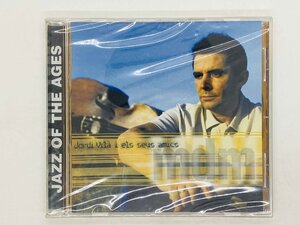 JAZZ OF THE AGES
Jordi Vilà i els seus amics
mdm